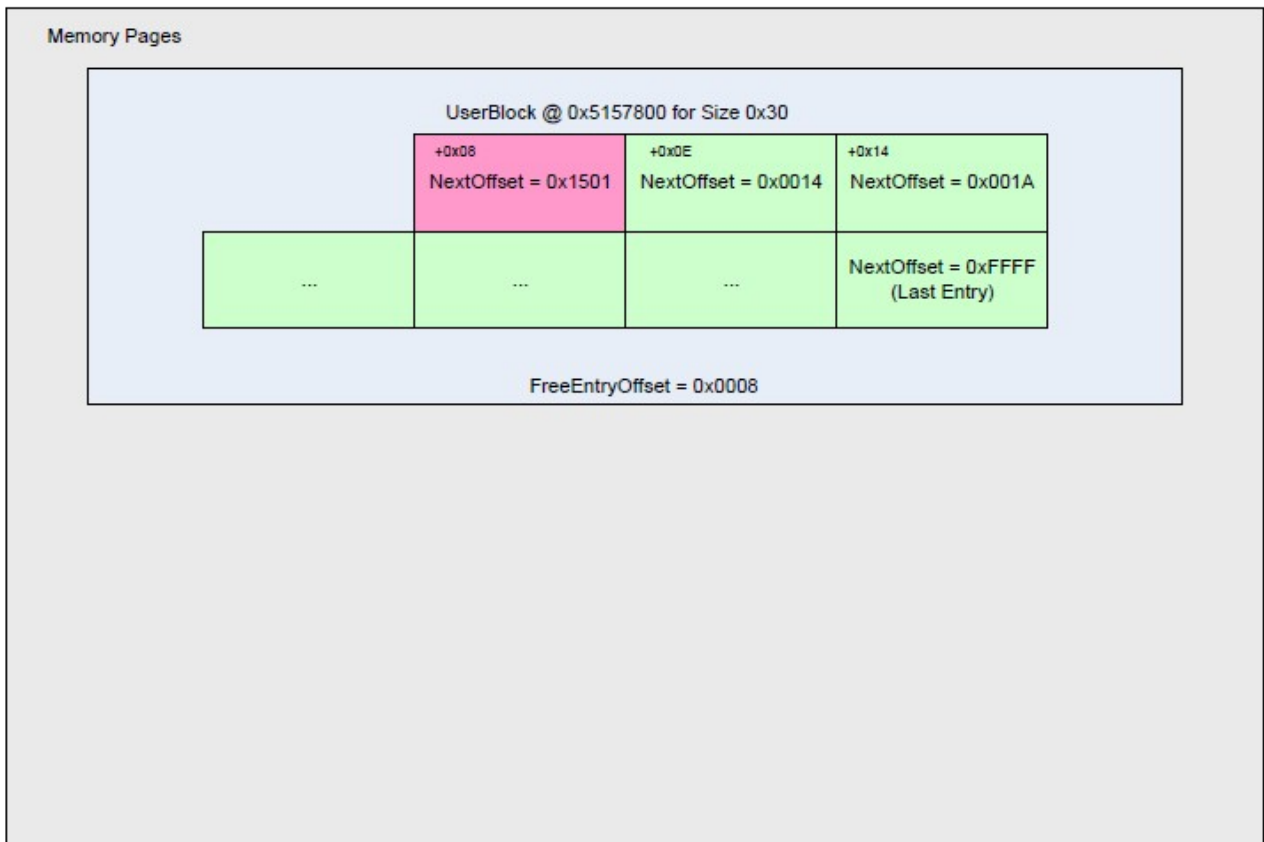 Memory Pages
UserBlock @ 0x5157800 for Size 0x30
+0x08
NextOffset = 0x1501
+0x0E
NextOffset = 0x0014
+0x14
NextOffset = 0x001A
...
...
...
NextOffset = 0xFFFF
(Last Entry)
FreeEntryOffset = 0x0008